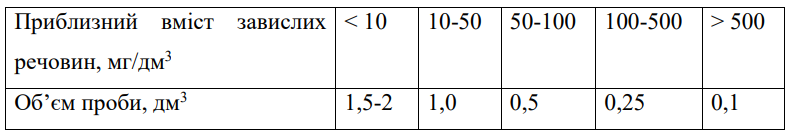 Приблизний вміст завислих речовин, мг/дм³ < 10 10-50 50-100 100-500 > 500
Об’єм проби, дм³ 1,5-2 1,0 0,5 0,25 0,1